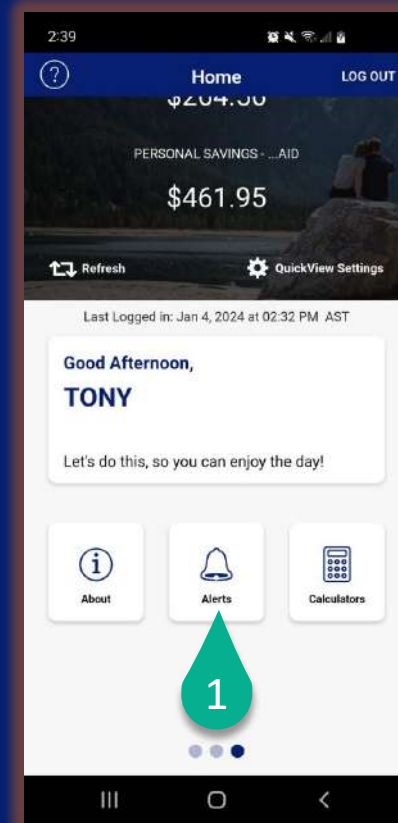 2:39
? Home LOG OUT
PERSONAL SAVINGS - ...AID
$461.95
Refresh QuickView Settings
Last Logged in: Jan 4, 2024 at 02:32 PM AST
Good Afternoon,
TONY
Let's do this, so you can enjoy the day!
i
About Alerts Calculators
1